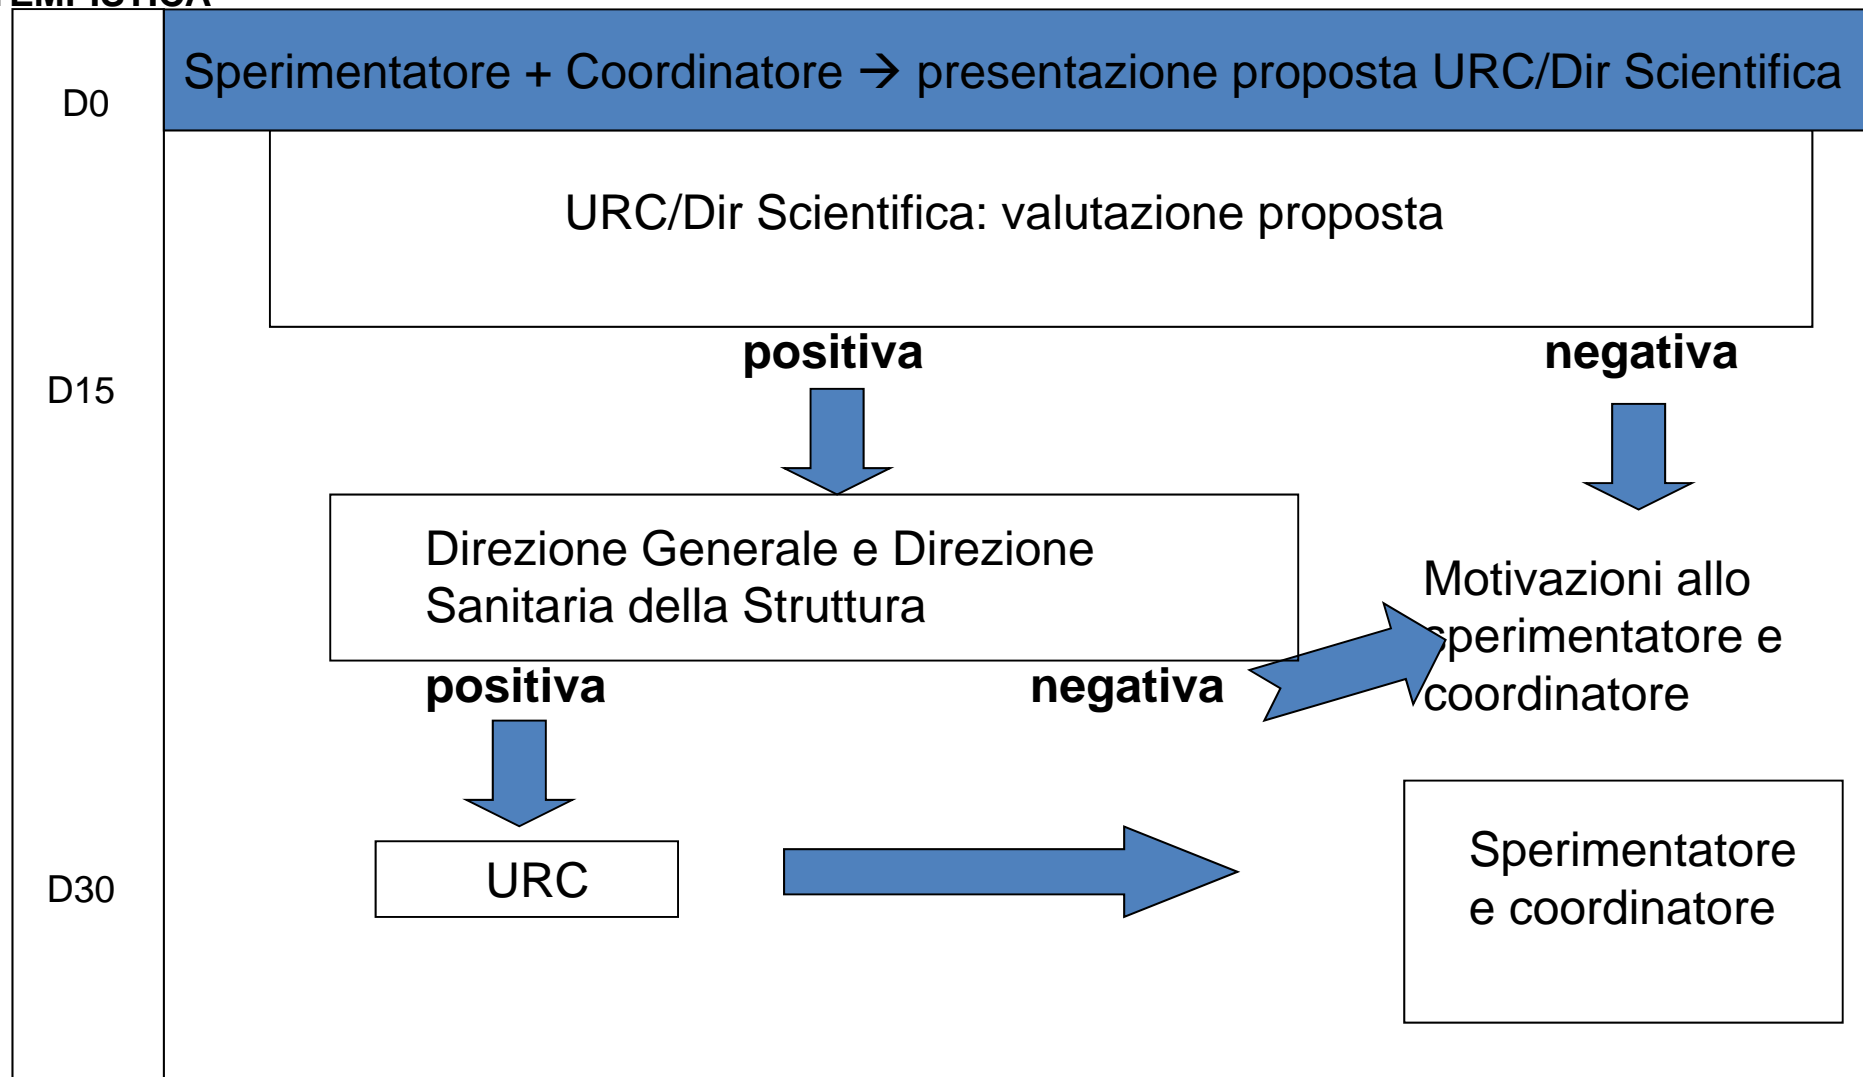 TEMPISTICA
D0
Sperimentatore + Coordinatore → presentazione proposta URC/Dir Scientifica
URC/Dir Scientifica: valutazione proposta
positiva
negativa
D15
Direzione Generale e Direzione
Sanitaria della Struttura
Motivazioni allo
sperimentatore e
coordinatore
positiva
negativa
D30
URC
Sperimentatore
e coordinatore